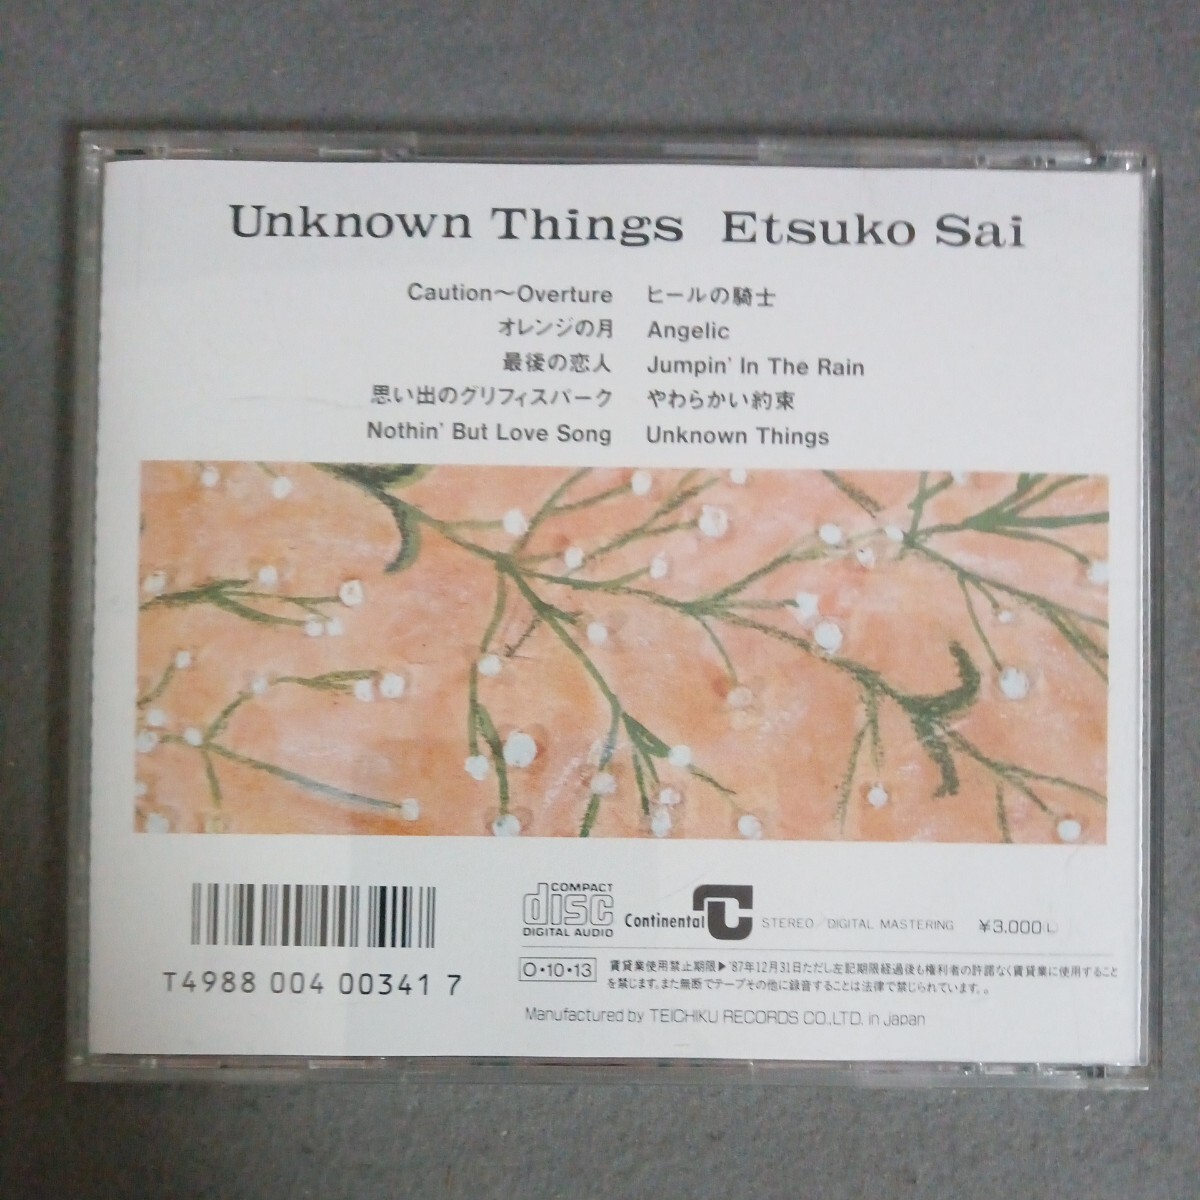 Unknown Things Etsuko Sai
Caution〜Overture
オレンジの月
最後の恋人
思い出のグリフィスパーク
Nothin' But Love Song
ヒールの騎士
Angelic
Jumpin' In The Rain
やわらかい約束
Unknown Things
COMPACT
disc
DIGITAL AUDIO
Continental
STEREO/DIGITAL MASTERING ¥3,000
T4988 004 00341 7
O・10・13
賃貸業使用禁止期限▶'87年12月31日ただし左記期限経過後も権利者の許諾なく賃貸業に使用すること
を禁じます。また無断でテープその他に録音することは法律で禁じられています。。
Manufactured by TEICHIKU RECORDS CO.,LTD. in Japan